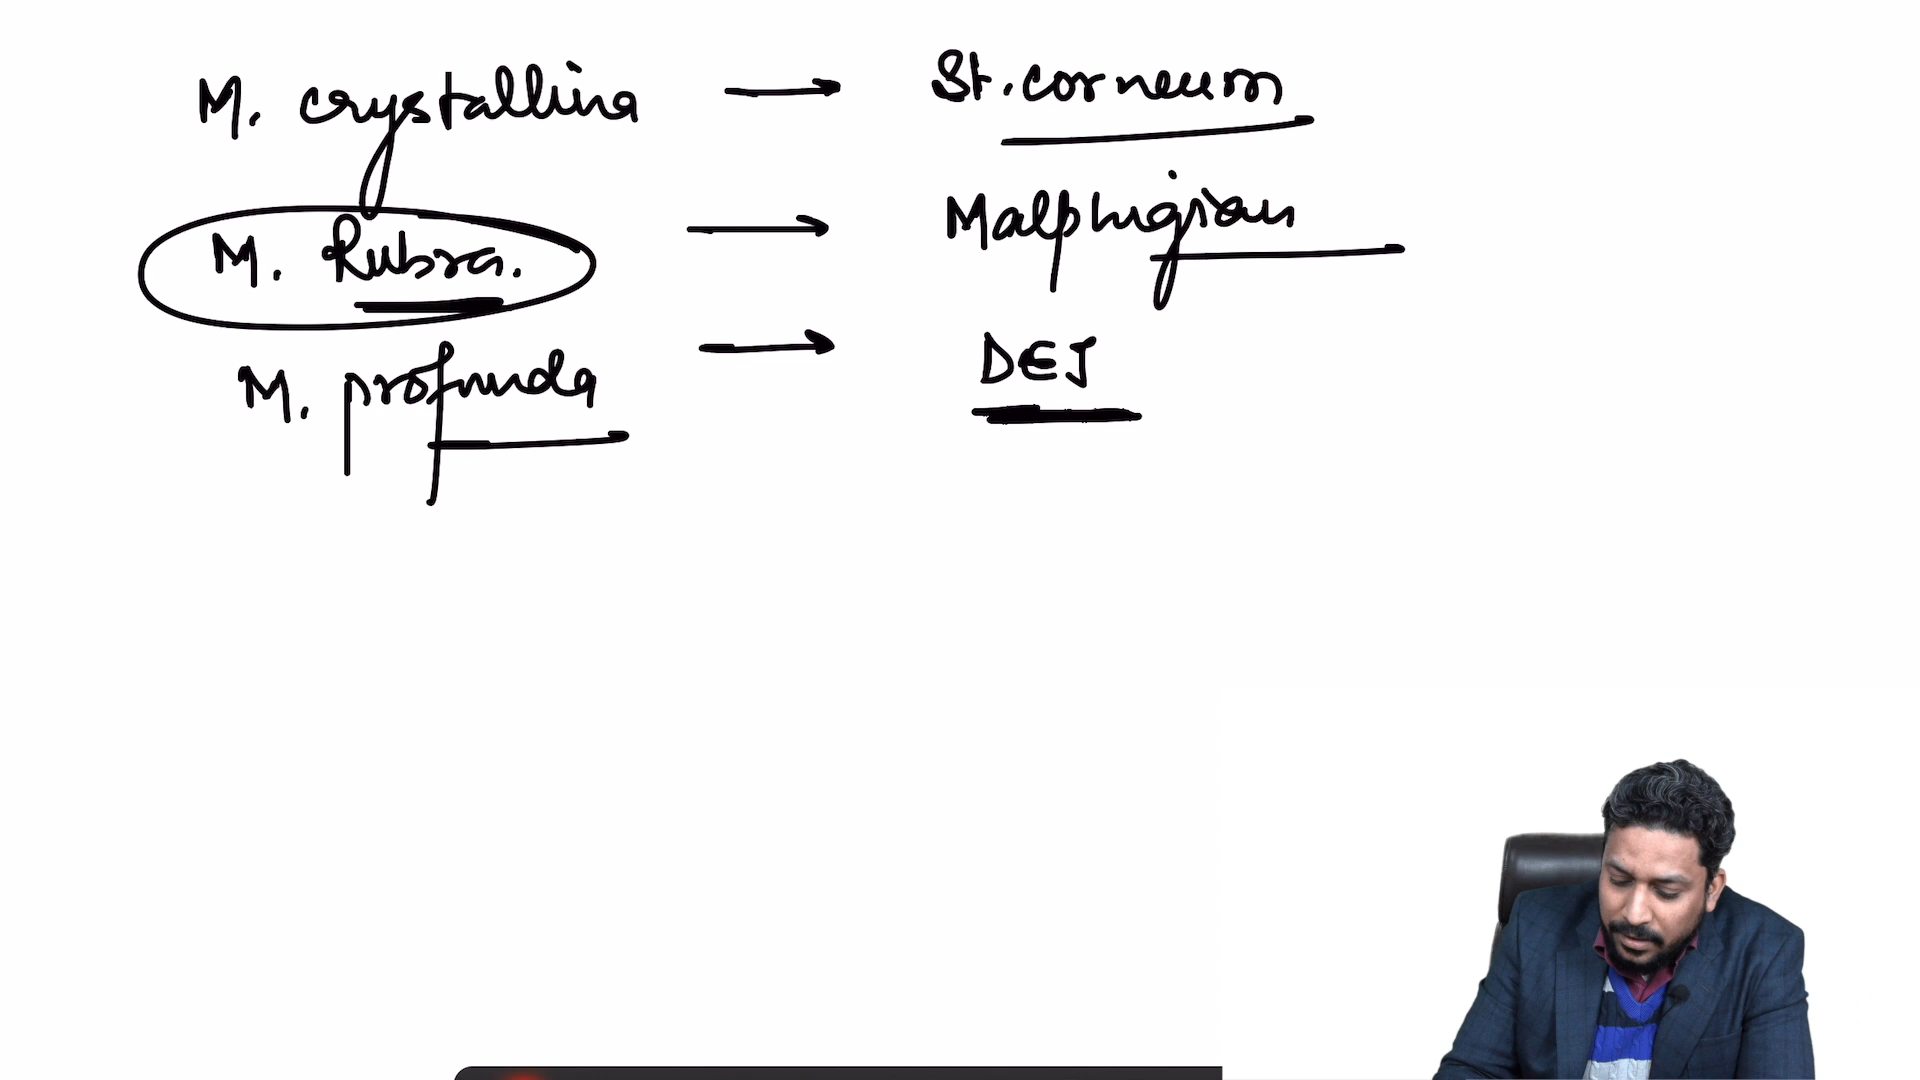 M. crystallina → St. corneum
M. Rubra. → Malphigian
M. profunda → DEJ